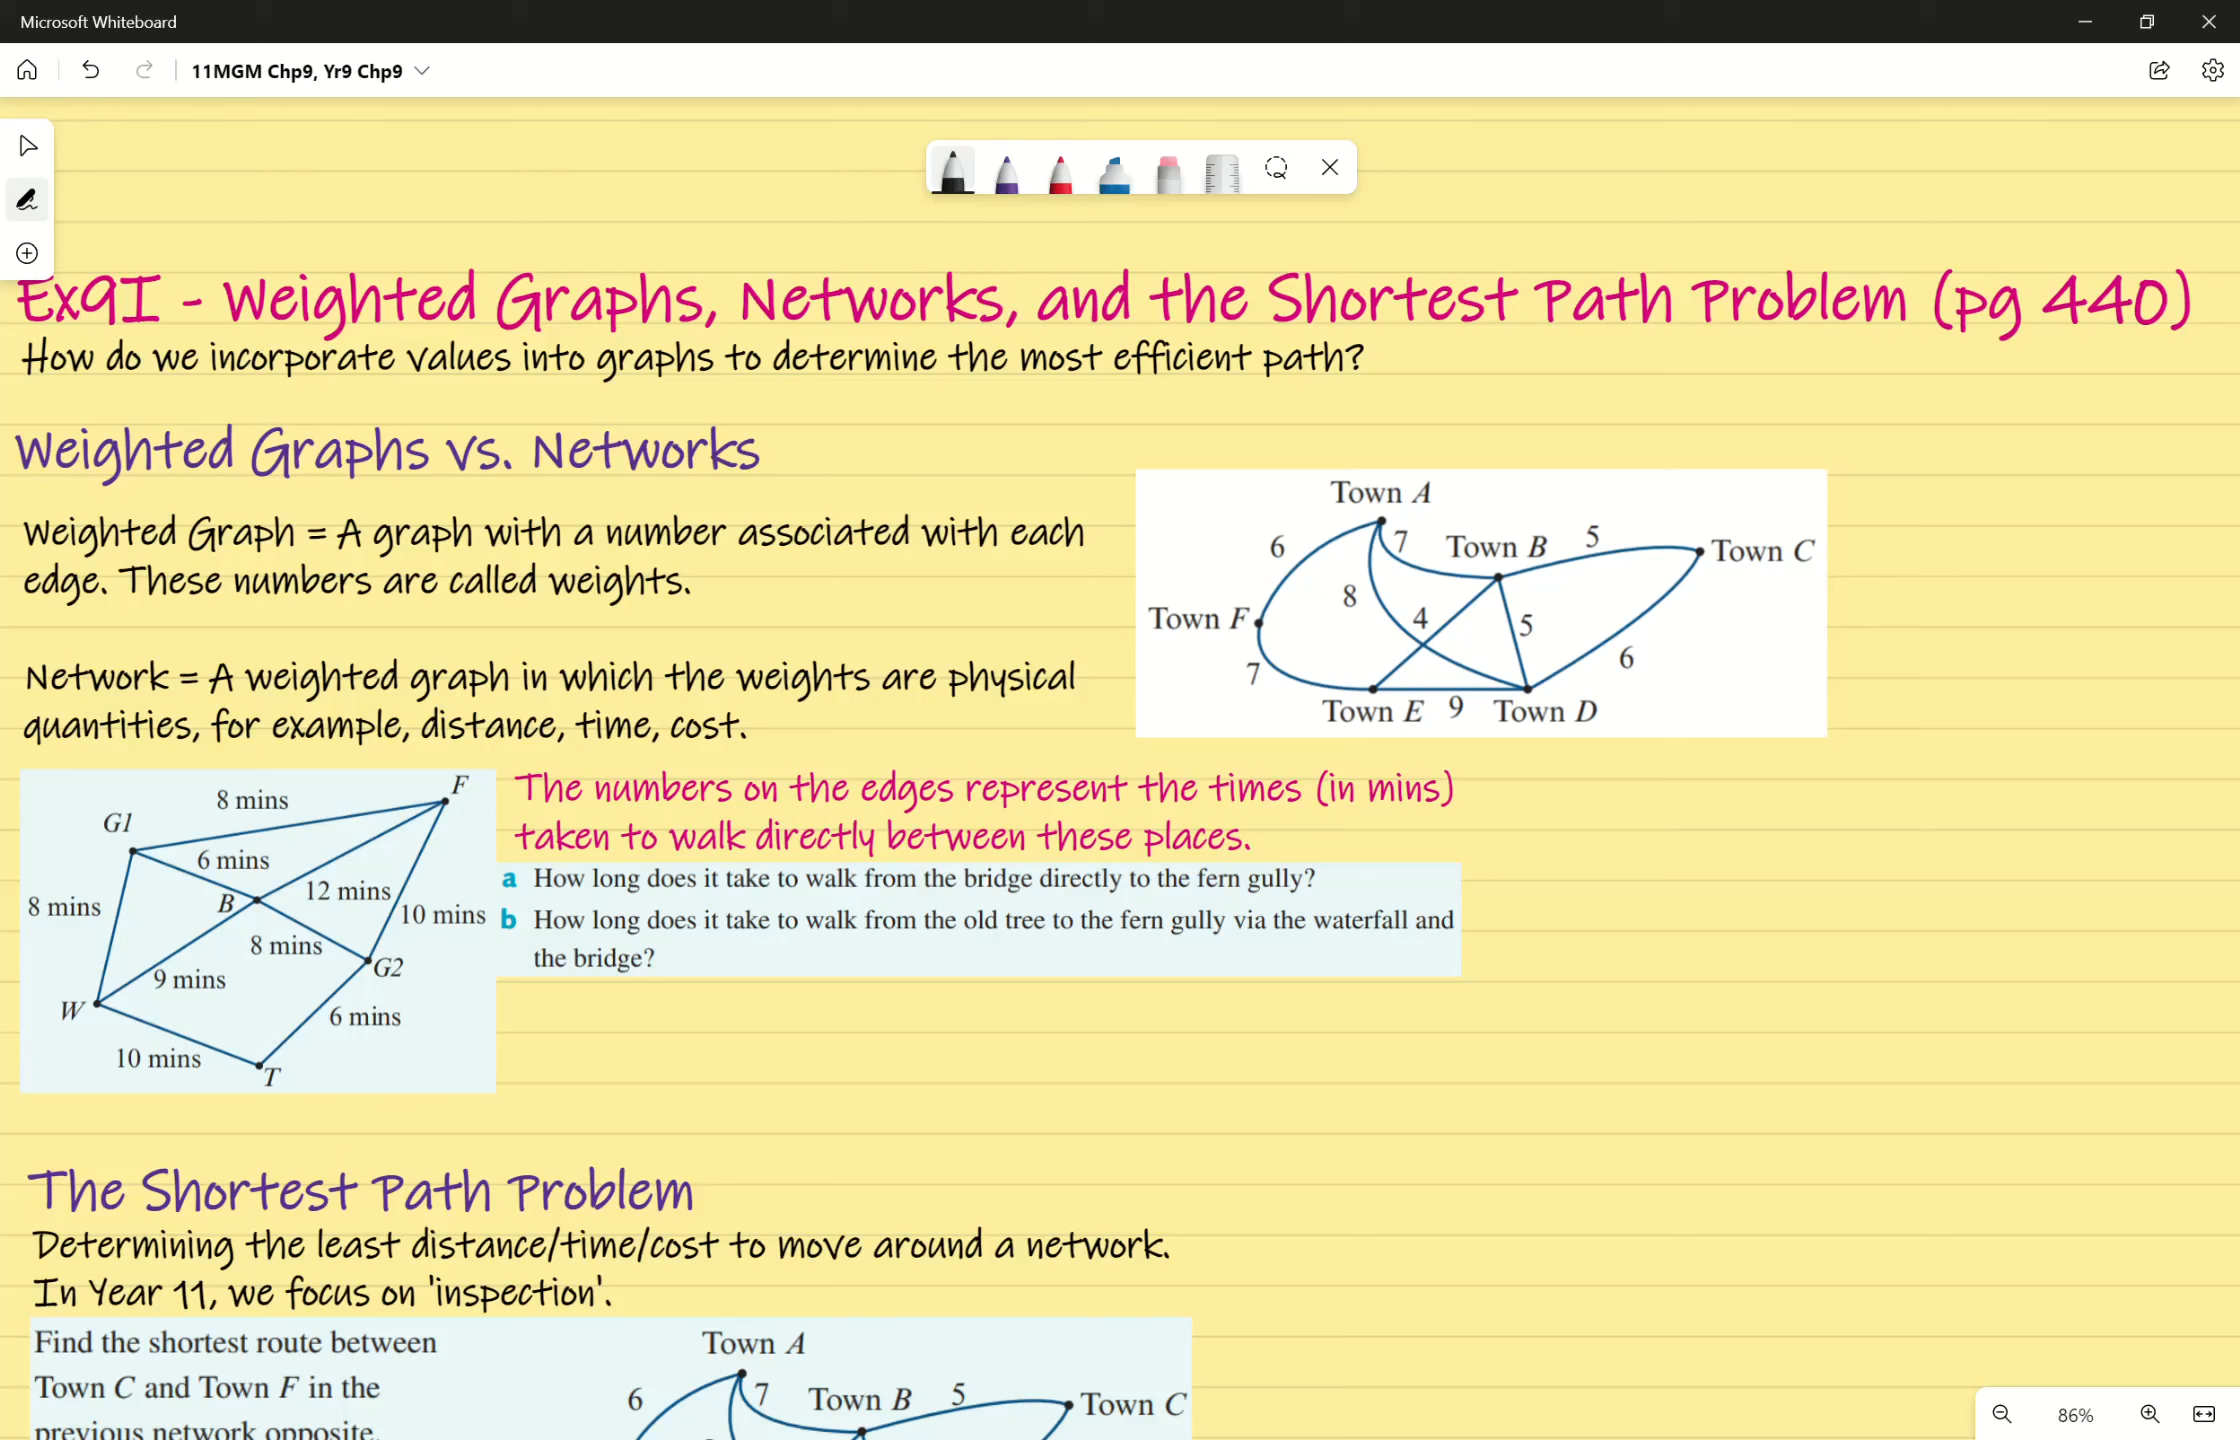 Microsoft Whiteboard
11MGM Chp9, Yr9 Chp9
Ex9I - Weighted Graphs, Networks, and the Shortest Path Problem (pg 440)
How do we incorporate values into graphs to determine the most efficient path?
Weighted Graphs vs. Networks
Weighted Graph = A graph with a number associated with each
edge. These numbers are called weights.
Network = A weighted graph in which the weights are physical
quantities, for example, distance, time, cost.
Town A
6
7
Town B
5
Town C
8
Town F
4
5
7
6
Town E
9
Town D
F
8 mins
G1
6 mins
12 mins
8 mins
B
10 mins
8 mins
G2
9 mins
W
6 mins
10 mins
T
The numbers on the edges represent the times (in mins)
taken to walk directly between these places.
a How long does it take to walk from the bridge directly to the fern gully?
b How long does it take to walk from the old tree to the fern gully via the waterfall and
the bridge?
The Shortest Path Problem
Determining the least distance/time/cost to move around a network.
In Year 11, we focus on 'inspection'.
Find the shortest route between
Town C and Town F in the
previous network opposite.
Town A
6
7
Town B
5
Town C
86%